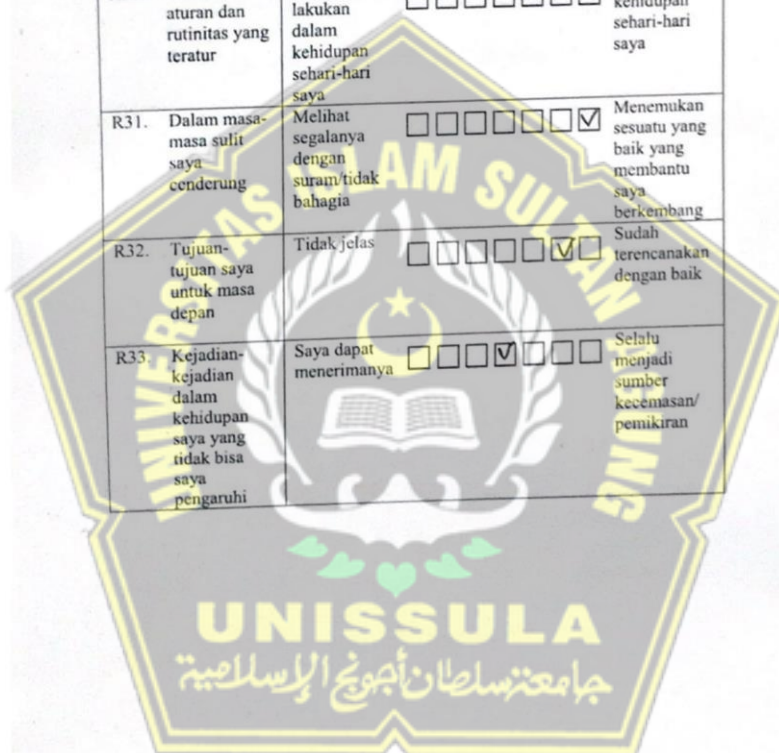 aturan dan
rutinitas yang
teratur
lakukan
dalam
kehidupan
sehari-hari
saya
kehidupan
sehari-hari
saya
R31. Dalam masa-
masa sulit
saya
cenderung
Melihat
segalanya
dengan
suram/tidak
bahagia
Menemukan
sesuatu yang
baik yang
membantu
saya
berkembang
R32. Tujuan-
tujuan saya
untuk masa
depan
Tidak jelas
Sudah
terencanakan
dengan baik
R33. Kejadian-
kejadian
dalam
kehidupan
saya yang
tidak bisa
saya
pengaruhi
Saya dapat
menerimanya
Selalu
menjadi
sumber
kecemasan/
pemikiran
UNIVERSITAS ISLAM SULTAN AGUNG
UNISSULA
جامعتنسلطان أجونج الإسلامية